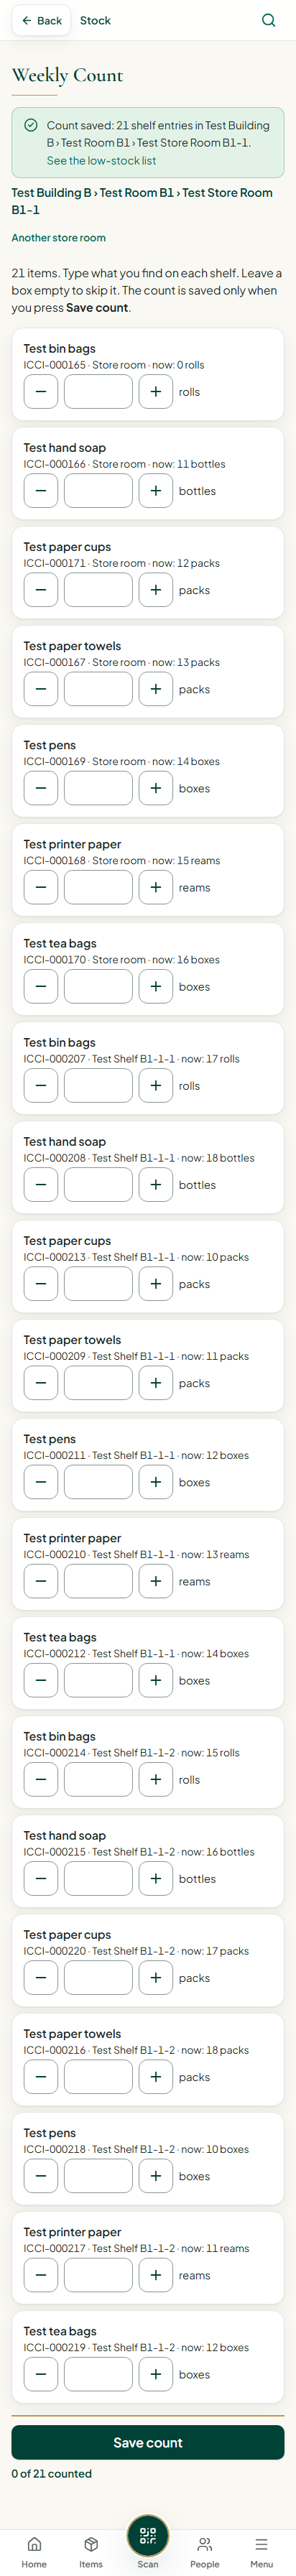 Back
Stock
Weekly Count
Count saved: 21 shelf entries in Test Building
B › Test Room B1 › Test Store Room B1-1.
See the low-stock list
Test Building B › Test Room B1 › Test Store Room
B1-1
Another store room
21 items. Type what you find on each shelf. Leave a
box empty to skip it. The count is saved only when
you press Save count.
Test bin bags
ICCI-000165 · Store room · now: 0 rolls
− + rolls
Test hand soap
ICCI-000166 · Store room · now: 11 bottles
− + bottles
Test paper cups
ICCI-000171 · Store room · now: 12 packs
− + packs
Test paper towels
ICCI-000167 · Store room · now: 13 packs
− + packs
Test pens
ICCI-000169 · Store room · now: 14 boxes
− + boxes
Test printer paper
ICCI-000168 · Store room · now: 15 reams
− + reams
Test tea bags
ICCI-000170 · Store room · now: 16 boxes
− + boxes
Test bin bags
ICCI-000207 · Test Shelf B1-1-1 · now: 17 rolls
− + rolls
Test hand soap
ICCI-000208 · Test Shelf B1-1-1 · now: 18 bottles
− + bottles
Test paper cups
ICCI-000213 · Test Shelf B1-1-1 · now: 10 packs
− + packs
Test paper towels
ICCI-000209 · Test Shelf B1-1-1 · now: 11 packs
− + packs
Test pens
ICCI-000211 · Test Shelf B1-1-1 · now: 12 boxes
− + boxes
Test printer paper
ICCI-000210 · Test Shelf B1-1-1 · now: 13 reams
− + reams
Test tea bags
ICCI-000212 · Test Shelf B1-1-1 · now: 14 boxes
− + boxes
Test bin bags
ICCI-000214 · Test Shelf B1-1-2 · now: 15 rolls
− + rolls
Test hand soap
ICCI-000215 · Test Shelf B1-1-2 · now: 16 bottles
− + bottles
Test paper cups
ICCI-000220 · Test Shelf B1-1-2 · now: 17 packs
− + packs
Test paper towels
ICCI-000216 · Test Shelf B1-1-2 · now: 18 packs
− + packs
Test pens
ICCI-000218 · Test Shelf B1-1-2 · now: 10 boxes
− + boxes
Test printer paper
ICCI-000217 · Test Shelf B1-1-2 · now: 11 reams
− + reams
Test tea bags
ICCI-000219 · Test Shelf B1-1-2 · now: 12 boxes
− + boxes
Save count
0 of 21 counted
Home
Items
Scan
People
Menu